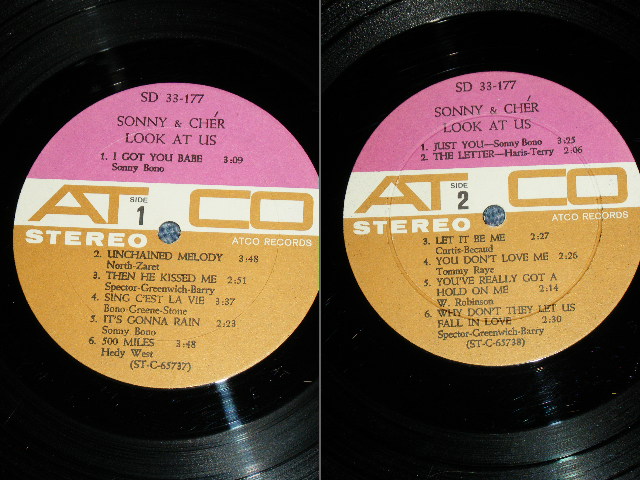 SD 33-177
SONNY & CHÉR
LOOK AT US
1. I GOT YOU BABE 3:09
Sonny Bono
ATCO
SIDE
1
STEREO
ATCO RECORDS
2. UNCHAINED MELODY 3:48
North-Zaret
3. THEN HE KISSED ME 2:51
Spector-Greenwich-Barry
4. SING C'EST LA VIE 3:37
Bono-Greene-Stone
5. IT'S GONNA RAIN 2:23
Sonny Bono
6. 500 MILES 3:48
Hedy West
(ST-C-65737)
SD 33-177
SONNY & CHÉR
LOOK AT US
1. JUST YOU—Sonny Bono 3:25
2. THE LETTER—Haris-Terry 2:06
ATCO
SIDE
2
STEREO
ATCO RECORDS
3. LET IT BE ME 2:27
Curtis-Becaud
4. YOU DON'T LOVE ME 2:26
Tommy Raye
5. YOU'VE REALLY GOT A
HOLD ON ME 2:14
W. Robinson
6. WHY DON'T THEY LET US
FALL IN LOVE 2:30
Spector-Greenwich-Barry
(ST-C-65738)